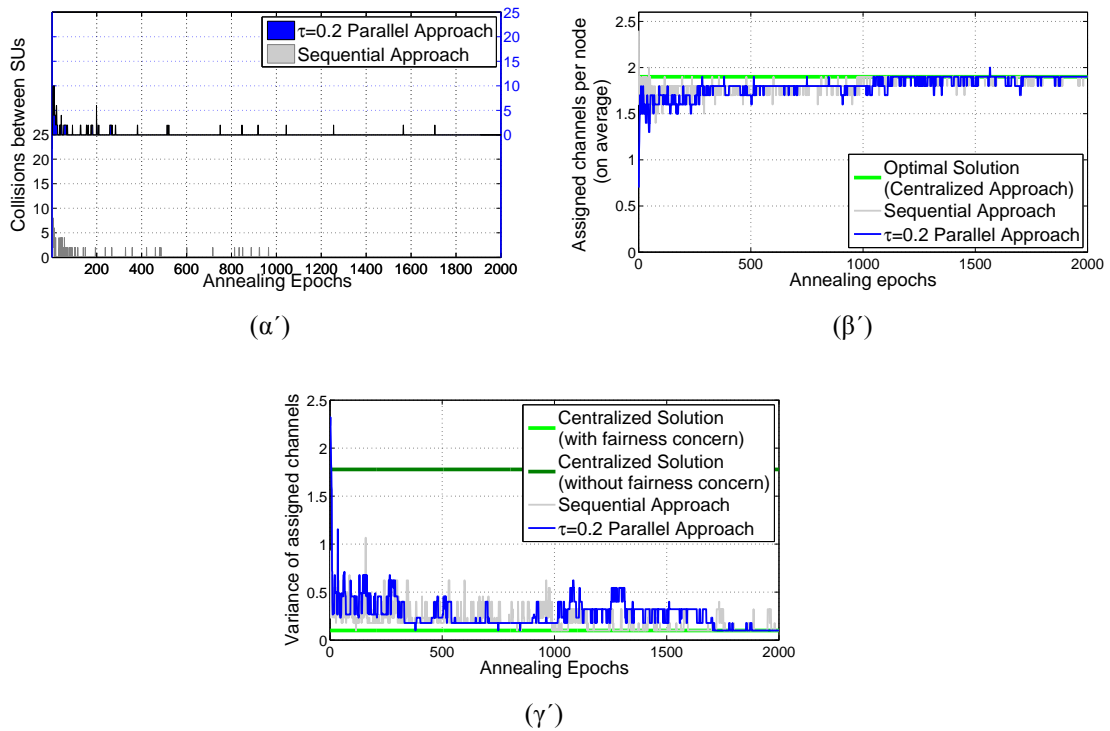 τ=0.2 Parallel Approach
Sequential Approach
Collisions between SUs
25
20
15
10
5
0
25
20
15
10
5
0
200 400 600 800 1000 1200 1400 1600 1800 2000
Annealing Epochs
(α΄)
Assigned channels per node
(on average)
2.5
2
1.5
1
0.5
0
Optimal Solution
(Centralized Approach)
Sequential Approach
τ=0.2 Parallel Approach
0 500 1000 1500 2000
Annealing epochs
(β΄)
Variance of assigned channels
2.5
2
1.5
1
0.5
0
Centralized Solution
(with fairness concern)
Centralized Solution
(without fairness concern)
Sequential Approach
τ=0.2 Parallel Approach
0 500 1000 1500 2000
Annealing Epochs
(γ΄)